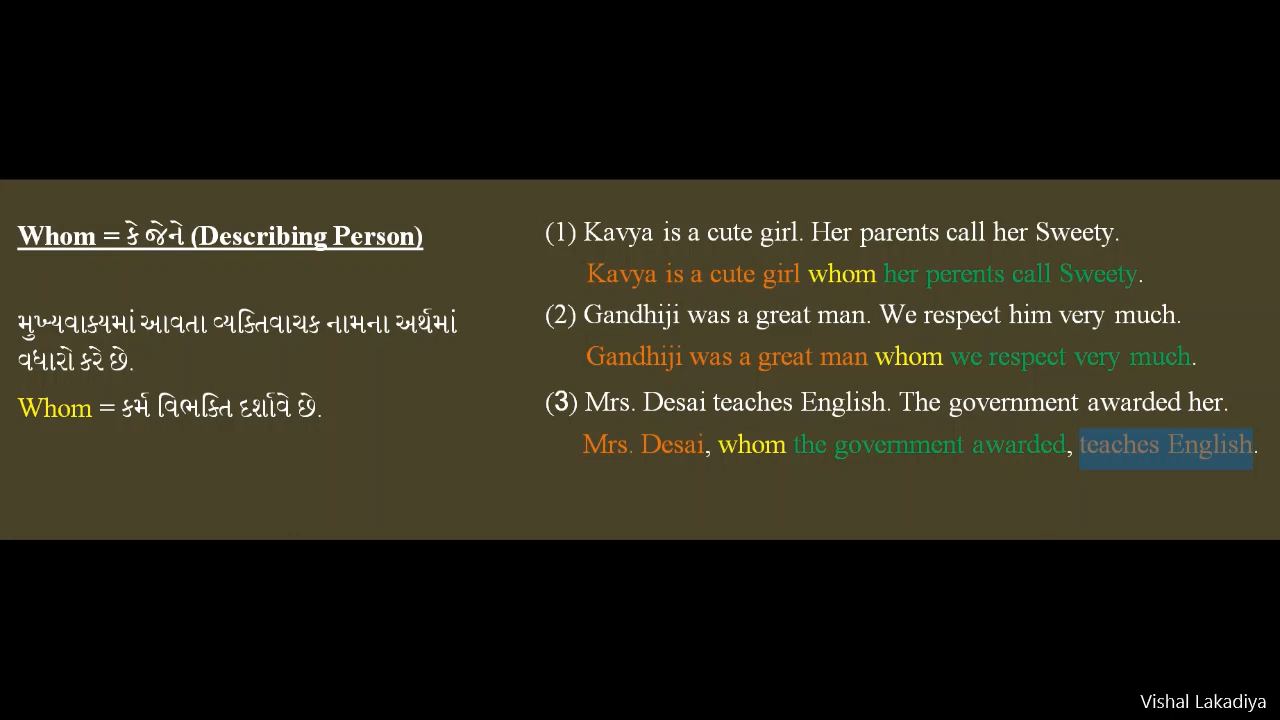 Whom = કે જેને (Describing Person)
મુખ્યવાક્યમાં આવતા વ્યક્તિવાચક નામના અર્થમાં
વધારો કરે છે.
Whom = કર્મ વિભક્તિ દર્શાવે છે.
(1) Kavya is a cute girl. Her parents call her Sweety.
Kavya is a cute girl whom her perents call Sweety.
(2) Gandhiji was a great man. We respect him very much.
Gandhiji was a great man whom we respect very much.
(3) Mrs. Desai teaches English. The government awarded her.
Mrs. Desai, whom the government awarded, teaches English.
Vishal Lakadiya